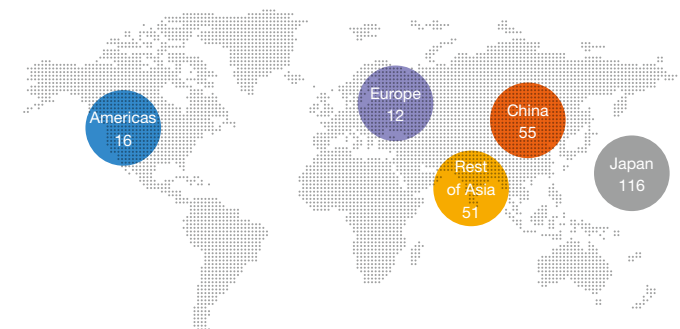 Americas
16
Europe
12
China
55
Rest
of Asia
51
Japan
116